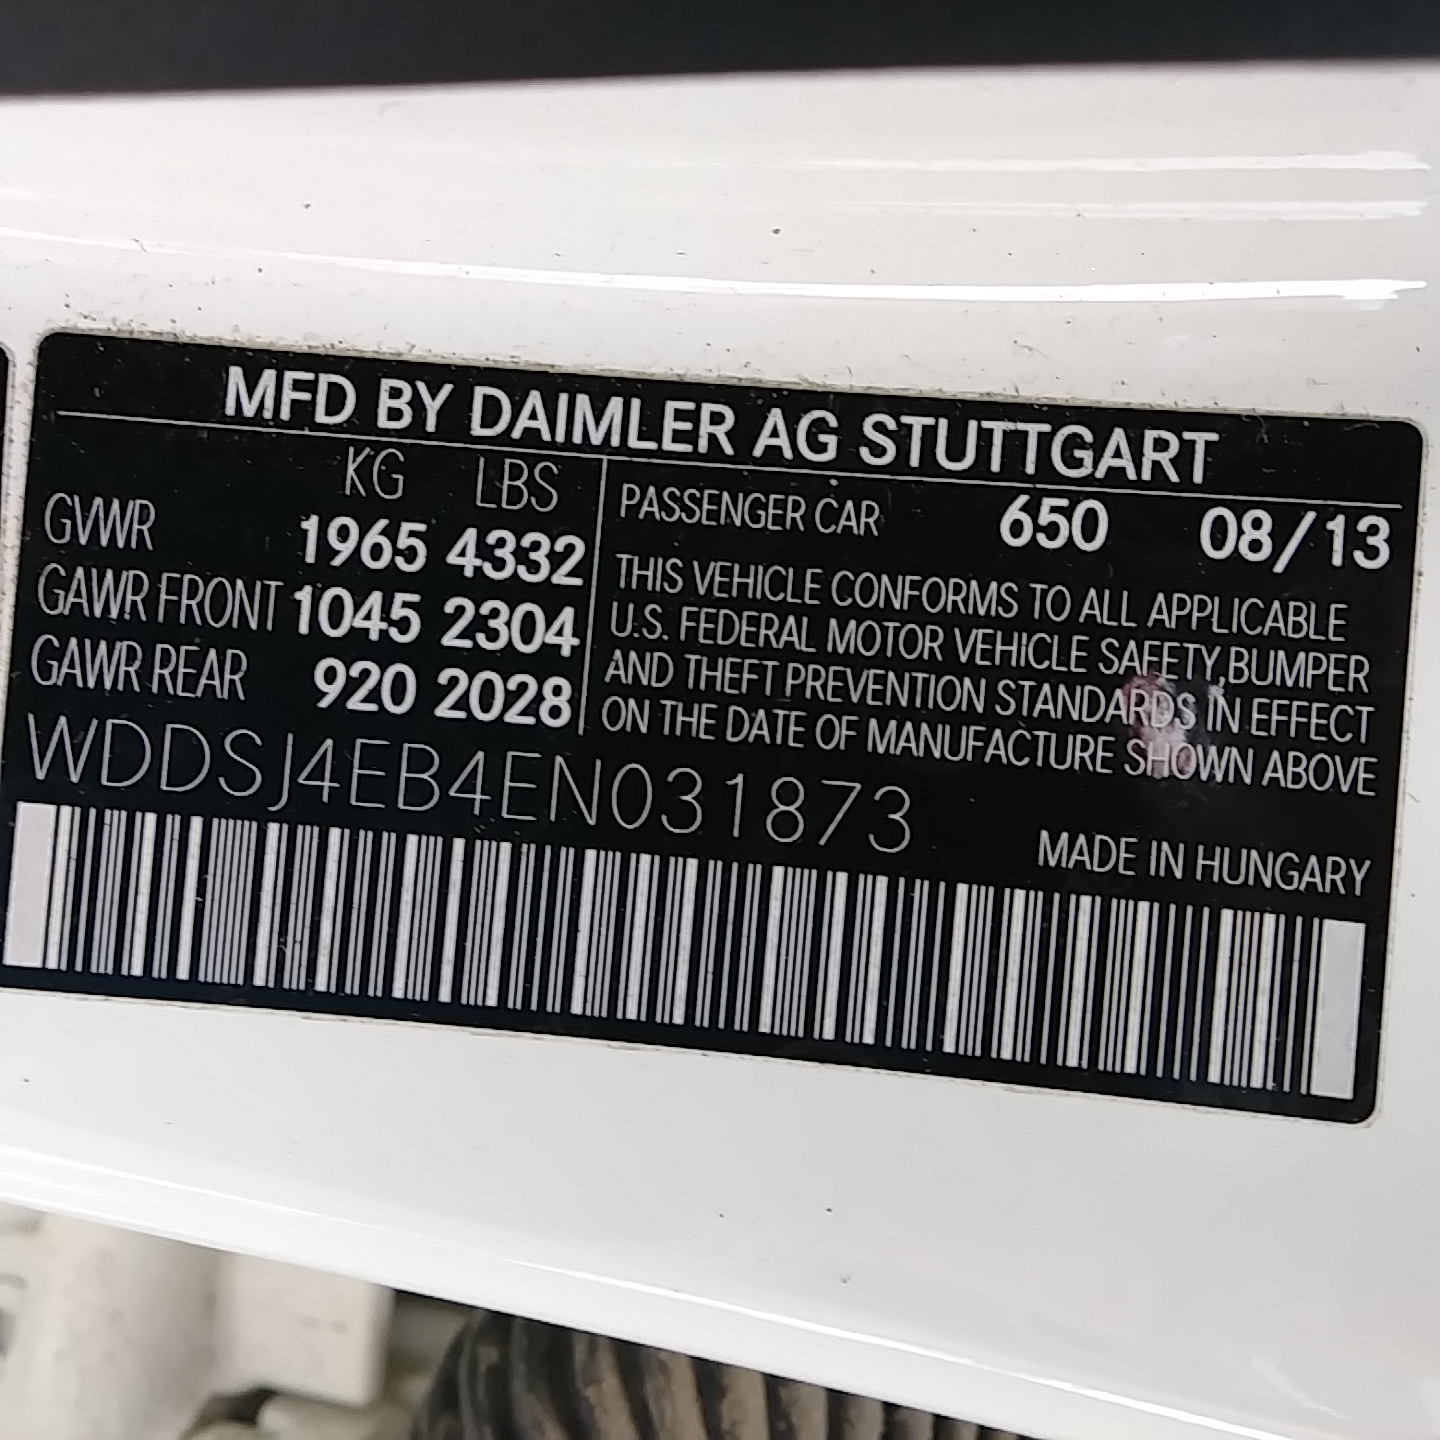 MFD BY DAIMLER AG STUTTGART
KG LBS
GVWR 1965 4332
GAWR FRONT 1045 2304
GAWR REAR 920 2028
PASSENGER CAR 650 08/13
THIS VEHICLE CONFORMS TO ALL APPLICABLE
U.S. FEDERAL MOTOR VEHICLE SAFETY,BUMPER
AND THEFT PREVENTION STANDARDS IN EFFECT
ON THE DATE OF MANUFACTURE SHOWN ABOVE
WDDSJ4EB4EN031873
MADE IN HUNGARY